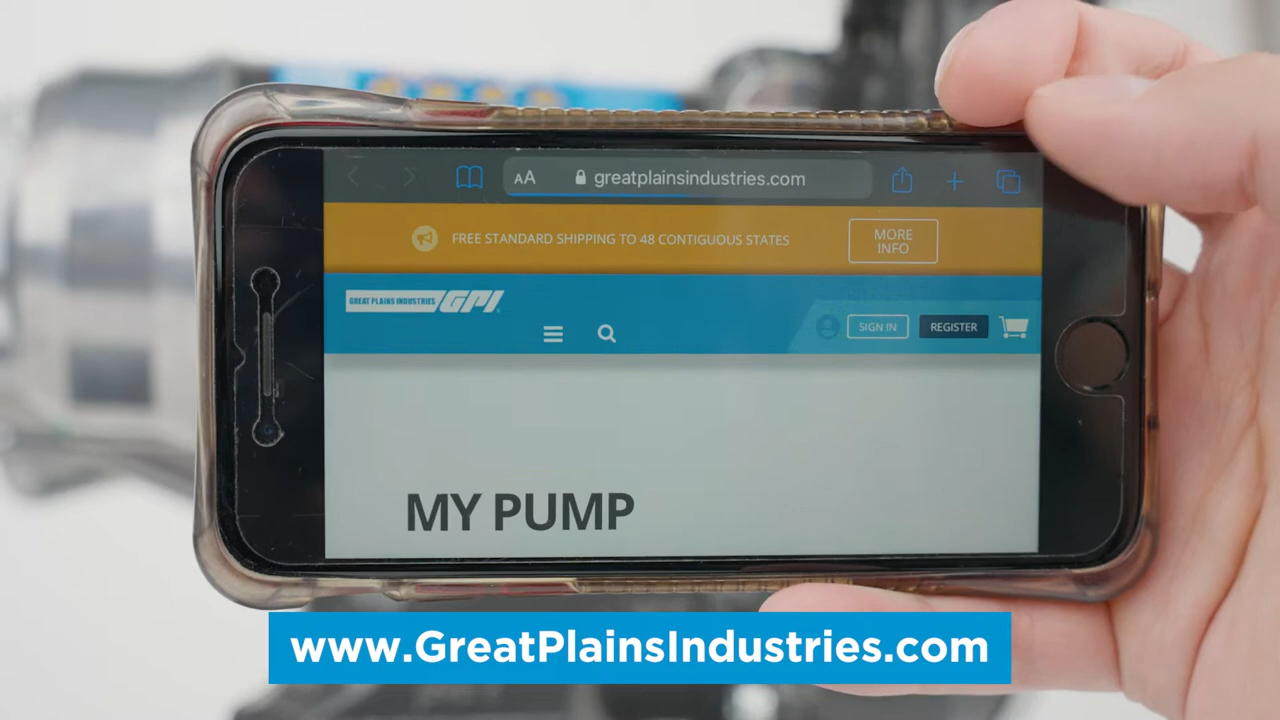 AA greatplainsindustries.com
FREE STANDARD SHIPPING TO 48 CONTIGUOUS STATES
MORE
INFO
GREAT PLAINS INDUSTRIES GPI
SIGN IN
REGISTER
MY PUMP
www.GreatPlainsIndustries.com